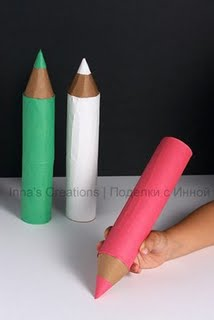 Inna's Creations | Поделки с Инной